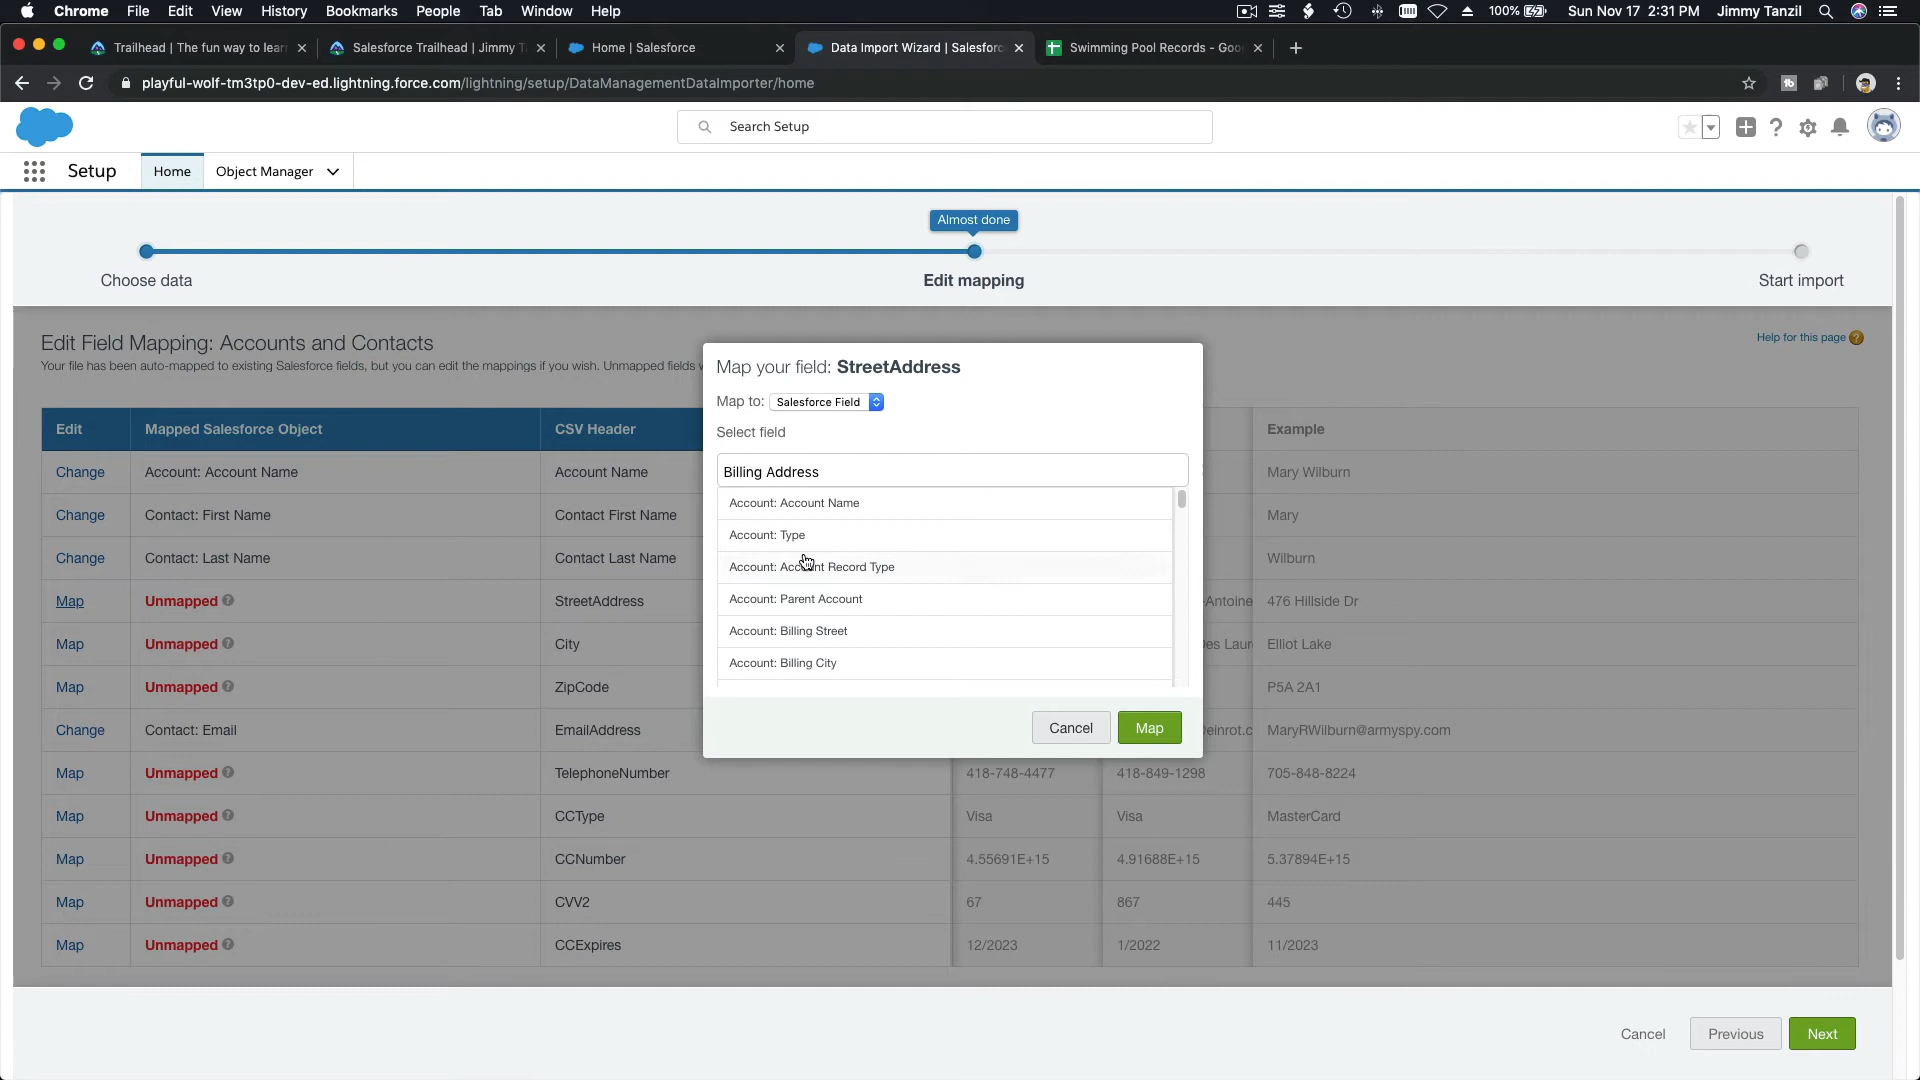 Chrome File Edit View History Bookmarks People Tab Window Help 100% Sun Nov 17 2:31 PM Jimmy Tanzil
Trailhead | The fun way to lear
Salesforce Trailhead | Jimmy T
Home | Salesforce
Data Import Wizard | Salesforc
Swimming Pool Records - Goo
playful-wolf-tm3tp0-dev-ed.lightning.force.com/lightning/setup/DataManagementDataImporter/home
Search Setup
Setup Home Object Manager
Almost done
Choose data Edit mapping Start import
Edit Field Mapping: Accounts and Contacts
Help for this page
Your file has been auto-mapped to existing Salesforce fields, but you can edit the mappings if you wish. Unmapped fields
Map your field: StreetAddress
Map to: Salesforce Field
Select field
Billing Address
Account: Account Name
Account: Type
Account: Account Record Type
Account: Parent Account
Account: Billing Street
Account: Billing City
Cancel Map
Edit Mapped Salesforce Object CSV Header Example
Change Account: Account Name Account Name Mary Wilburn
Change Contact: First Name Contact First Name Mary
Change Contact: Last Name Contact Last Name Wilburn
Map Unmapped StreetAddress -Antoine 476 Hillside Dr
Map Unmapped City Des Laur Elliot Lake
Map Unmapped ZipCode P5A 2A1
Change Contact: Email EmailAddress einrot.c MaryRWilburn@armyspy.com
Map Unmapped TelephoneNumber 418-748-4477 418-849-1298 705-848-8224
Map Unmapped CCType Visa Visa MasterCard
Map Unmapped CCNumber 4.55691E+15 4.91688E+15 5.37894E+15
Map Unmapped CVV2 67 867 445
Map Unmapped CCExpires 12/2023 1/2022 11/2023
Cancel Previous Next